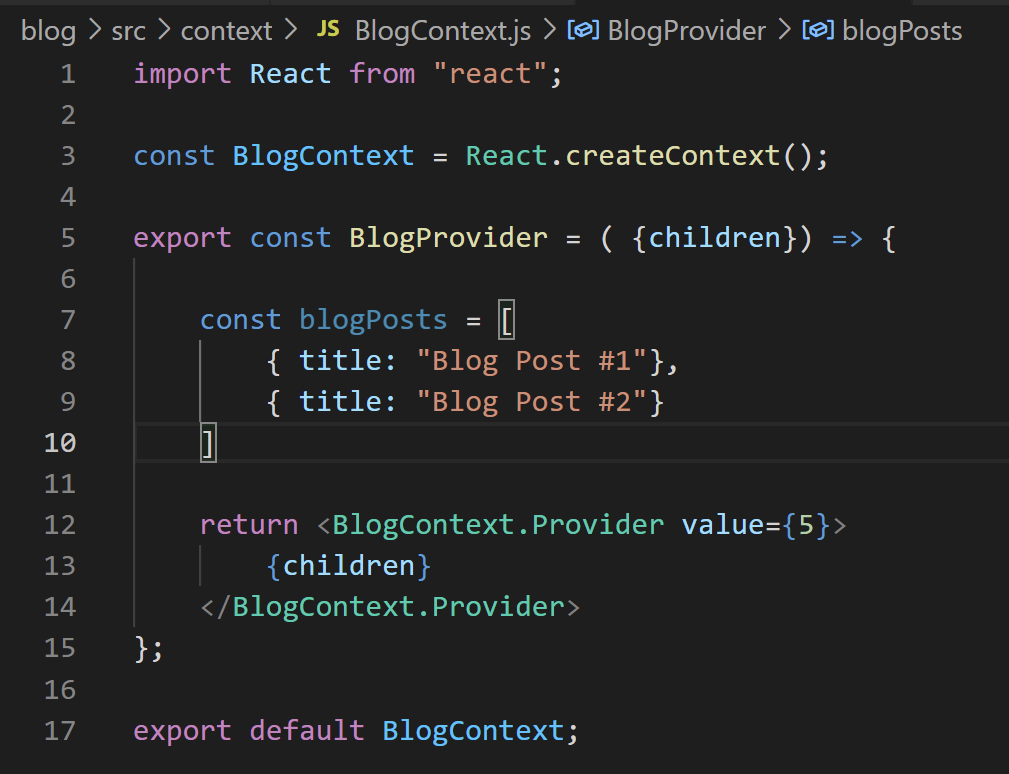 blog > src > context > JS BlogContext.js > BlogProvider > blogPosts
1 import React from "react";
2
3 const BlogContext = React.createContext();
4
5 export const BlogProvider = ( {children}) => {
6
7 const blogPosts = [
8 { title: "Blog Post #1"},
9 { title: "Blog Post #2"}
10 ]
11
12 return <BlogContext.Provider value={5}>
13 {children}
14 </BlogContext.Provider>
15 };
16
17 export default BlogContext;